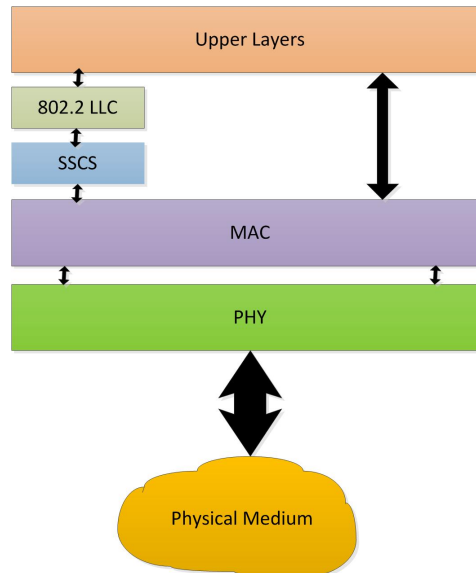 Upper Layers
802.2 LLC
SSCS
MAC
PHY
Physical Medium